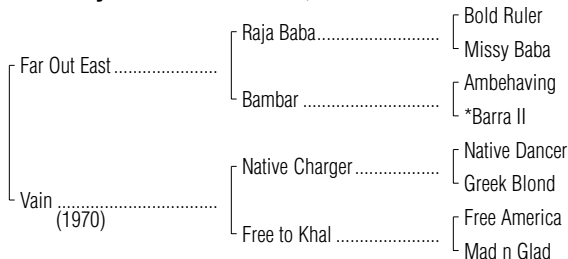 Bold Ruler
Raja Baba
Missy Baba
Far Out East
Ambehaving
Bambar
*Barra II
Native Dancer
Native Charger
Greek Blond
Vain
(1970)
Free America
Free to Khal
Mad n Glad